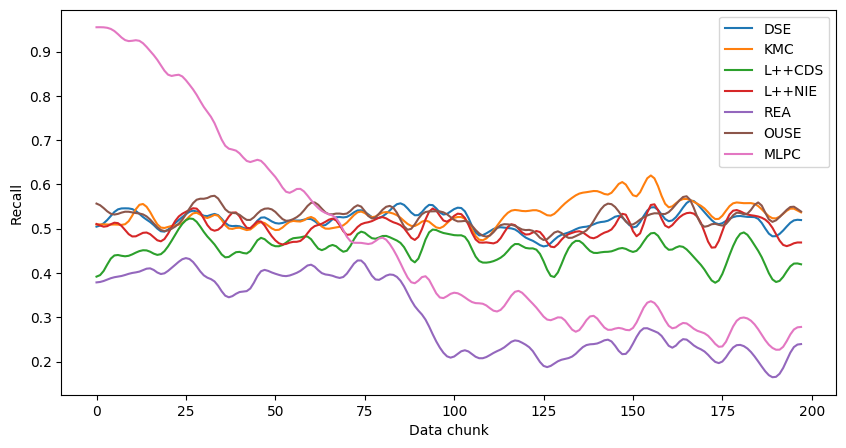 Recall
0.9
0.8
0.7
0.6
0.5
0.4
0.3
0.2
0 25 50 75 100 125 150 175 200
Data chunk
DSE
KMC
L++CDS
L++NIE
REA
OUSE
MLPC